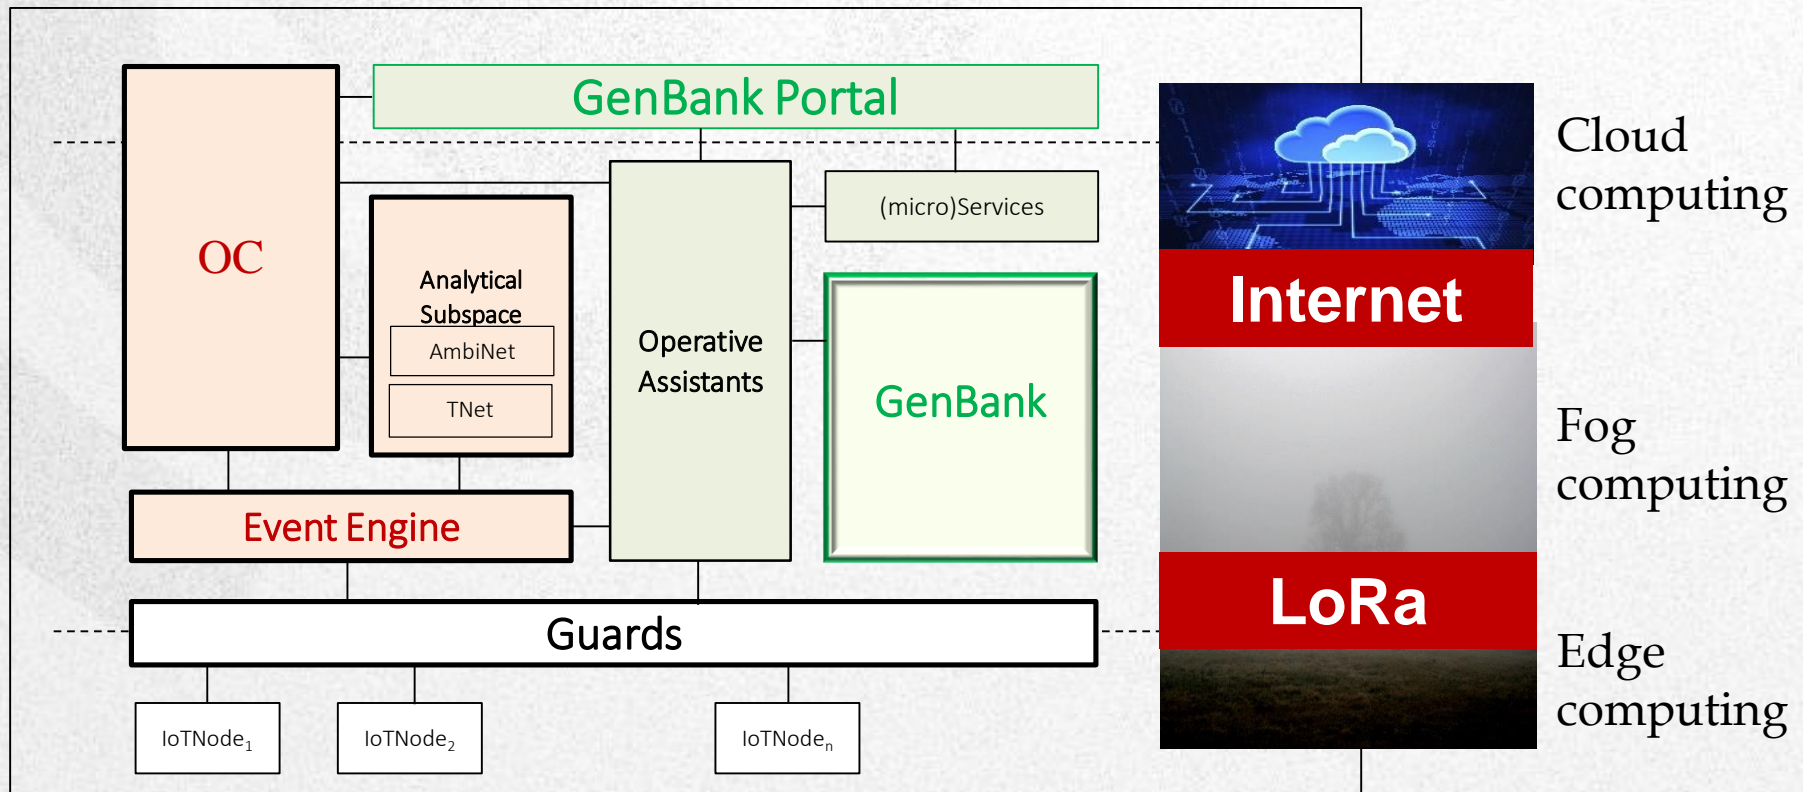 GenBank Portal
OC
(micro)Services
Analytical
Subspace
AmbiNet
TNet
Operative
Assistants
GenBank
Event Engine
Guards
IoTNode₁
IoTNode₂
IoTNodeₙ
Internet
LoRa
Cloud
computing
Fog
computing
Edge
computing